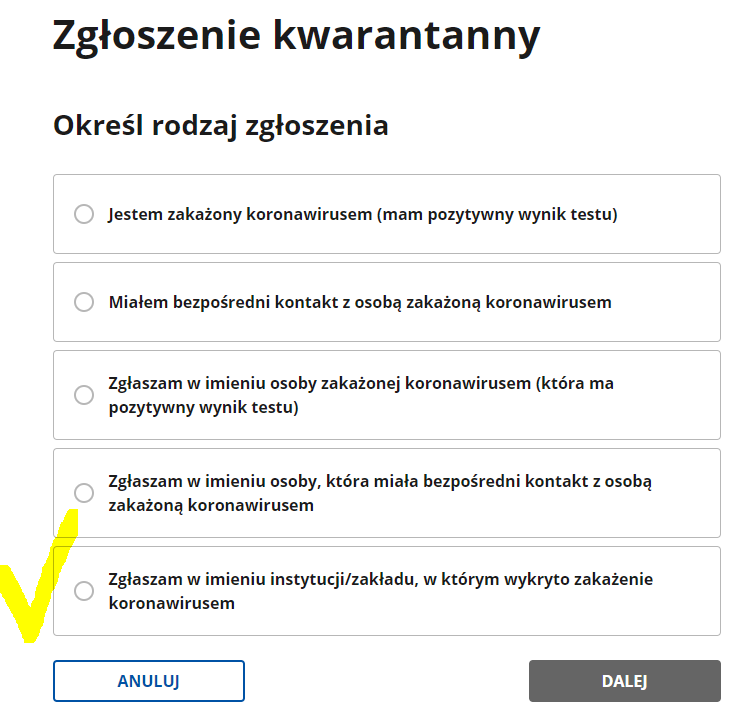 Zgłoszenie kwarantanny
Określ rodzaj zgłoszenia
Jestem zakażony koronawirusem (mam pozytywny wynik testu)
Miałem bezpośredni kontakt z osobą zakażoną koronawirusem
Zgłaszam w imieniu osoby zakażonej koronawirusem (która ma
pozytywny wynik testu)
Zgłaszam w imieniu osoby, która miała bezpośredni kontakt z osobą
zakażoną koronawirusem
Zgłaszam w imieniu instytucji/zakładu, w którym wykryto zakażenie
koronawirusem
ANULUJ
DALEJ